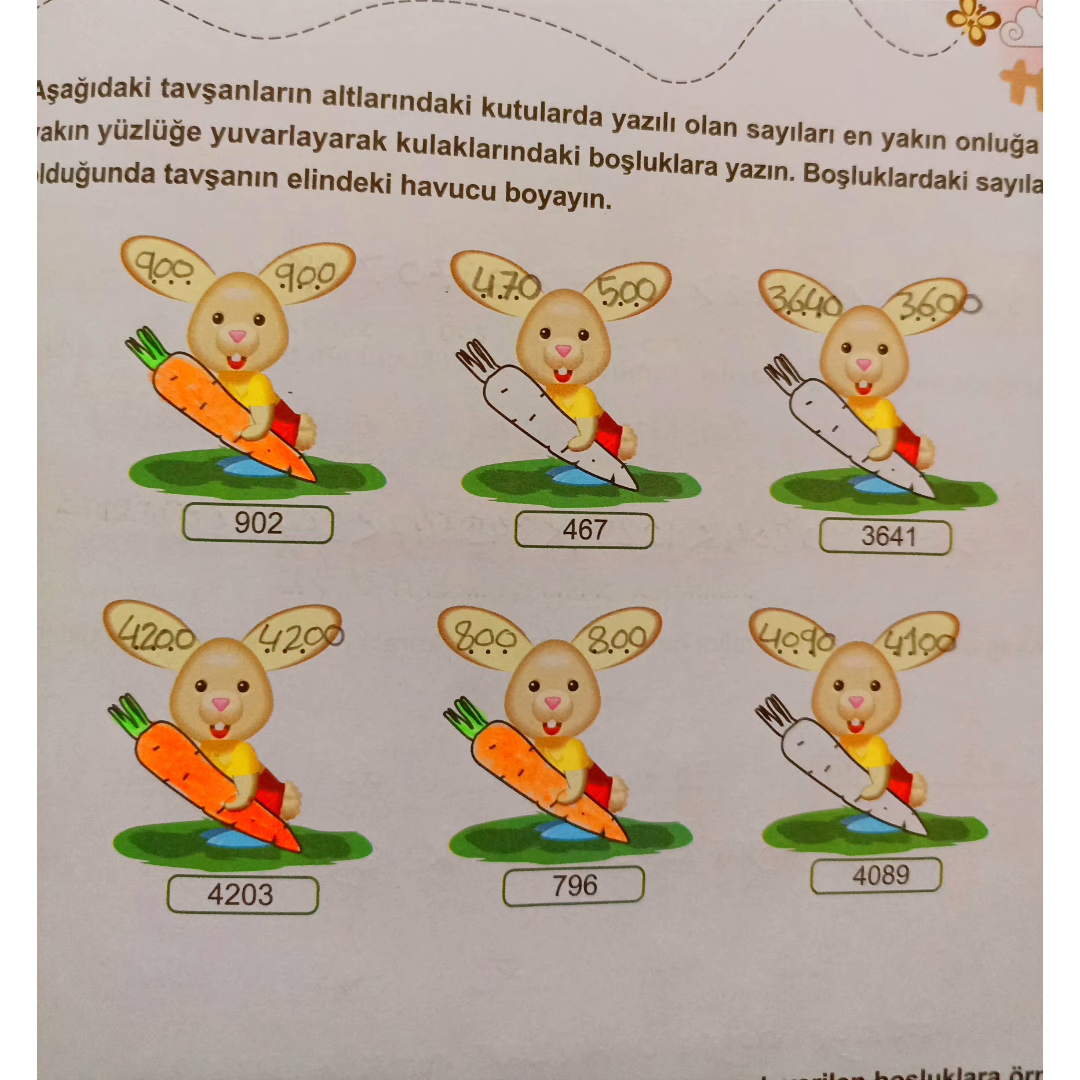 Aşağıdaki tavşanların altlarındaki kutularda yazılı olan sayıları en yakın onluğa
yakın yüzlüğe yuvarlayarak kulaklarındaki boşluklara yazın. Boşluklardaki sayıla
olduğunda tavşanın elindeki havucu boyayın.
900 900 470 500 3640 3600
902 467 3641
4200 4200 800 800 4090 4100
4203 796 4089
boşluklara